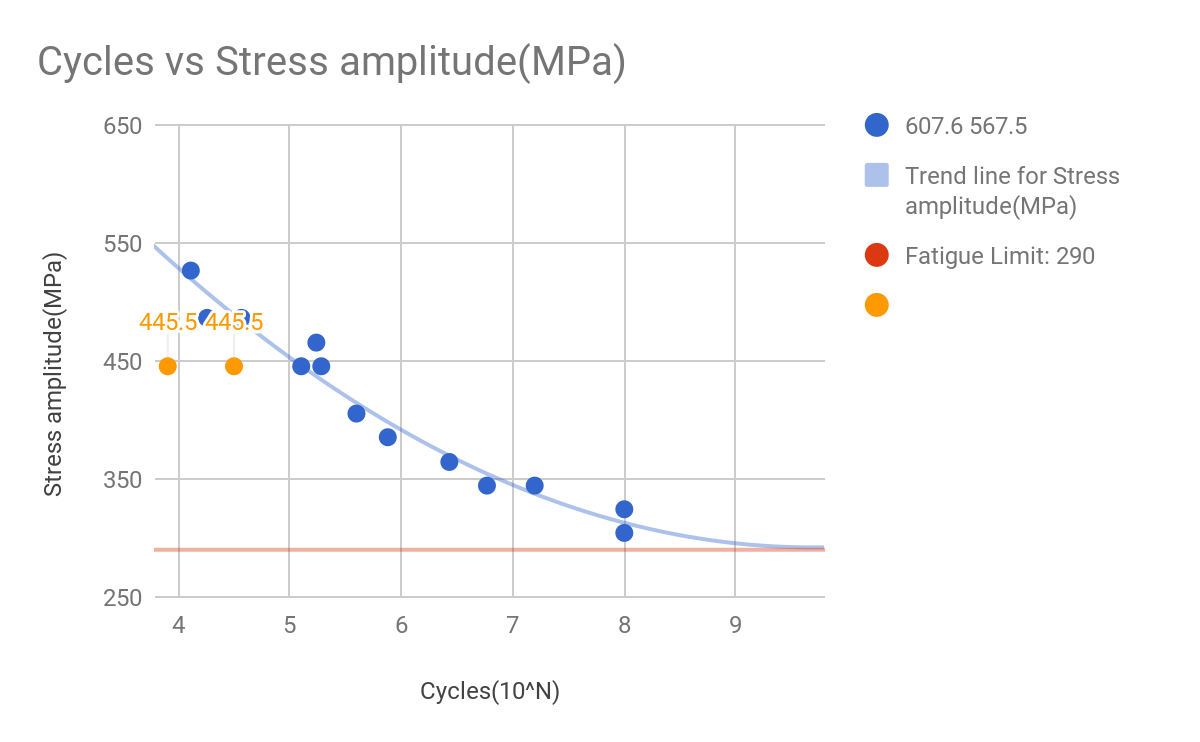 Cycles vs Stress amplitude(MPa)
650
550
450
350
250
Stress amplitude(MPa)
445.5 445.5
4 5 6 7 8 9
Cycles(10^N)
607.6 567.5
Trend line for Stress
amplitude(MPa)
Fatigue Limit: 290